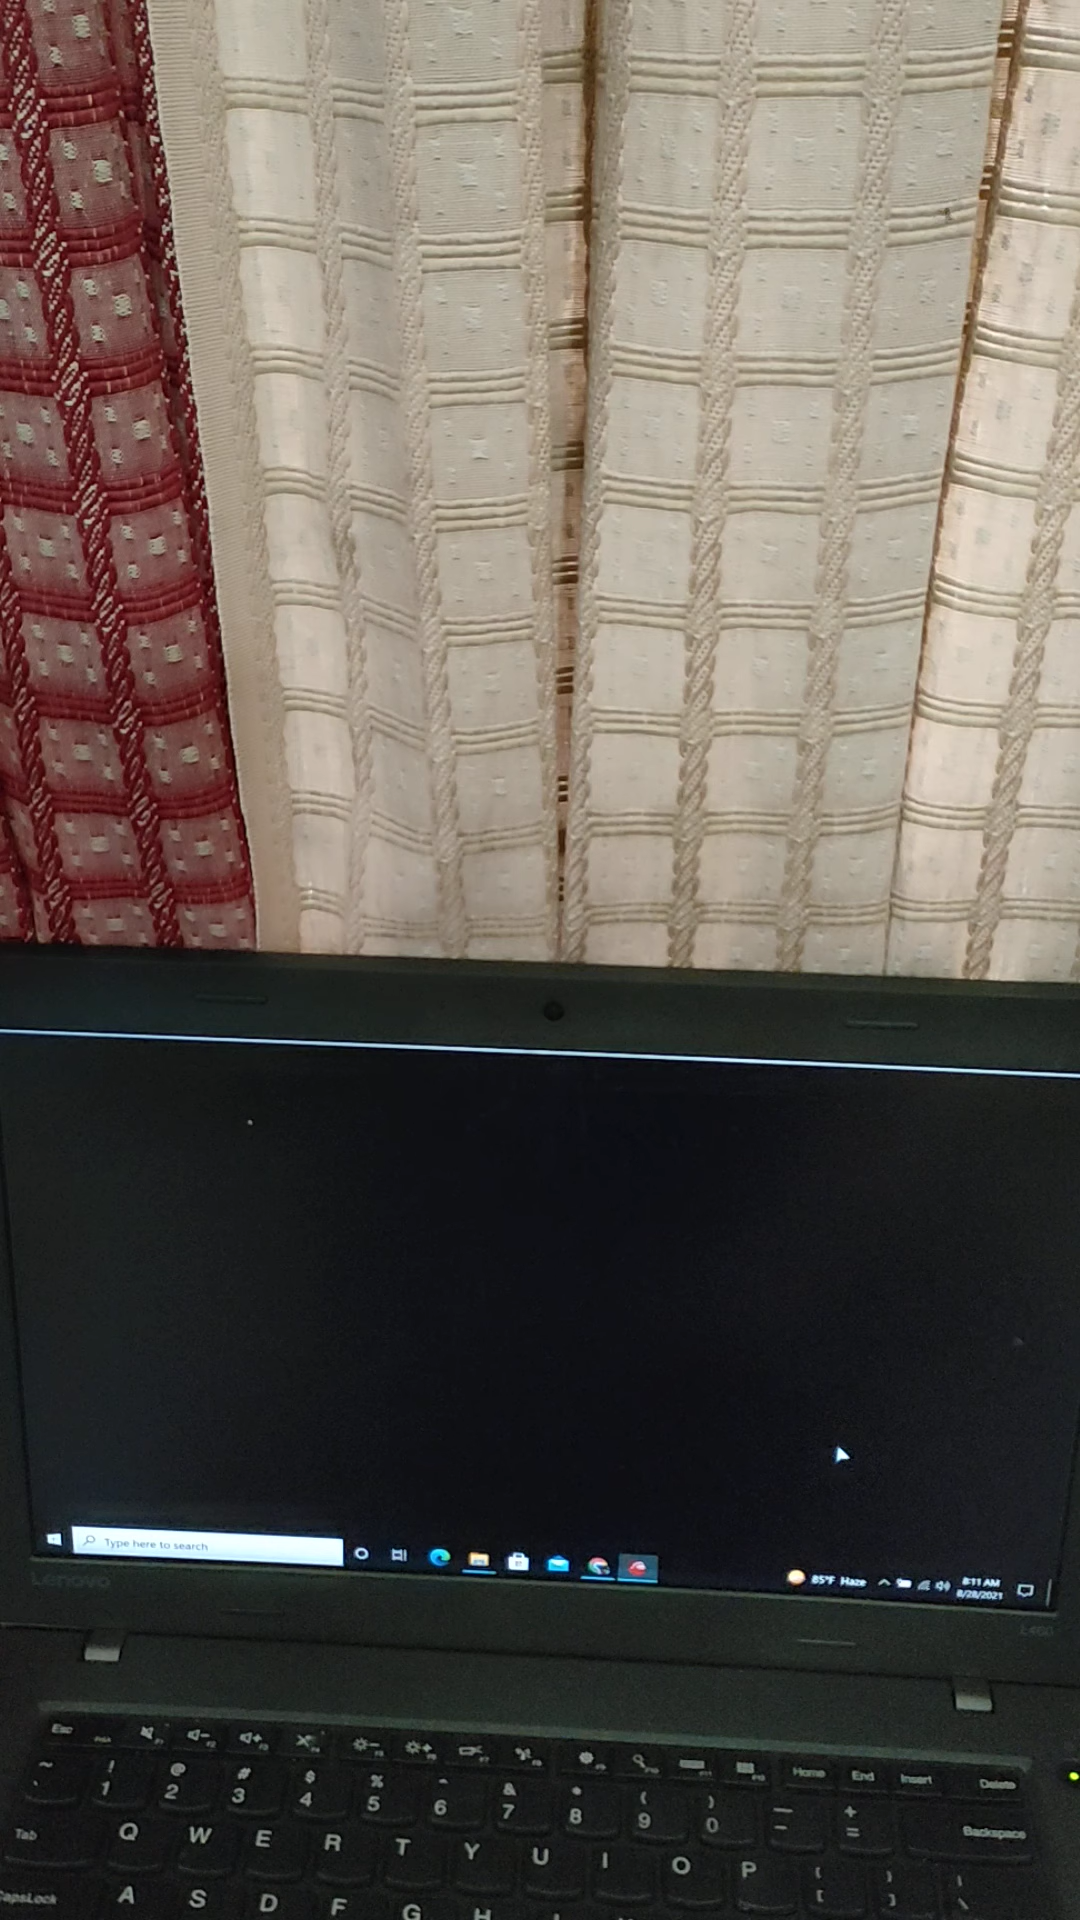 Type here to search
85°F Haze
8:11 AM
8/28/2021
Lenovo
L460
Esc
Home End Insert Delete
~ ! @ # $ % ^ & * ( ) — +
` 1 2 3 4 5 6 7 8 9 0 - =
Backspace
Tab Q W E R T Y U I O P { } |
[ ] \
CapsLock A S D F G H